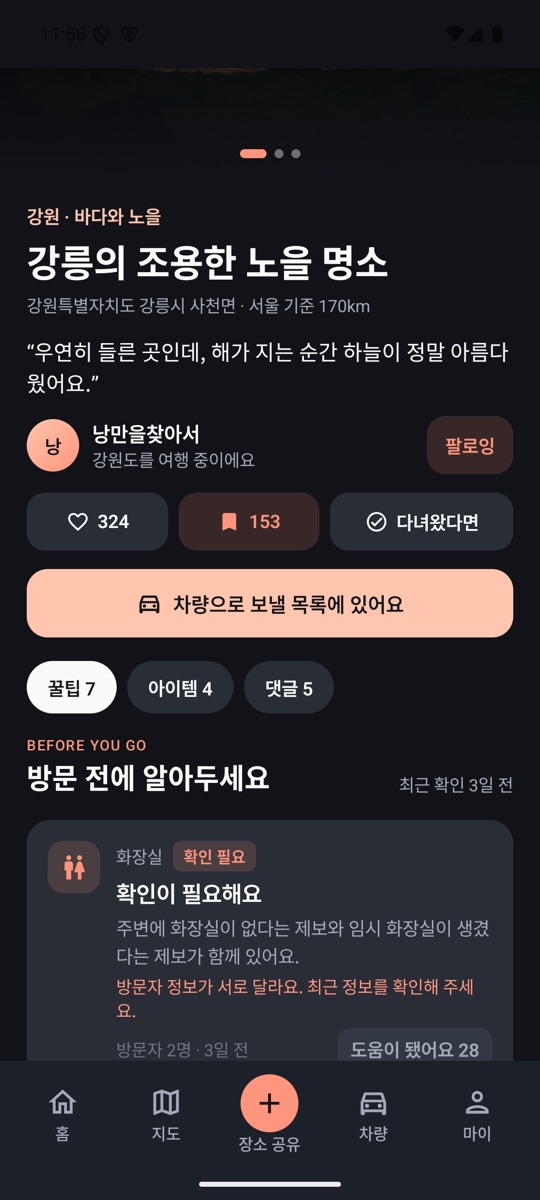 11:58
강원 · 바다와 노을
강릉의 조용한 노을 명소
강원특별자치도 강릉시 사천면 · 서울 기준 170km
“우연히 들른 곳인데, 해가 지는 순간 하늘이 정말 아름다
웠어요.”
낭
낭만을찾아서
강원도를 여행 중이에요
팔로잉
324
153
다녀왔다면
차량으로 보낼 목록에 있어요
꿀팁 7
아이템 4
댓글 5
BEFORE YOU GO
방문 전에 알아두세요
최근 확인 3일 전
화장실
확인 필요
확인이 필요해요
주변에 화장실이 없다는 제보와 임시 화장실이 생겼
다는 제보가 함께 있어요.
방문자 정보가 서로 달라요. 최근 정보를 확인해 주세
요.
방문자 2명 · 3일 전
도움이 됐어요 28
홈
지도
장소 공유
차량
마이